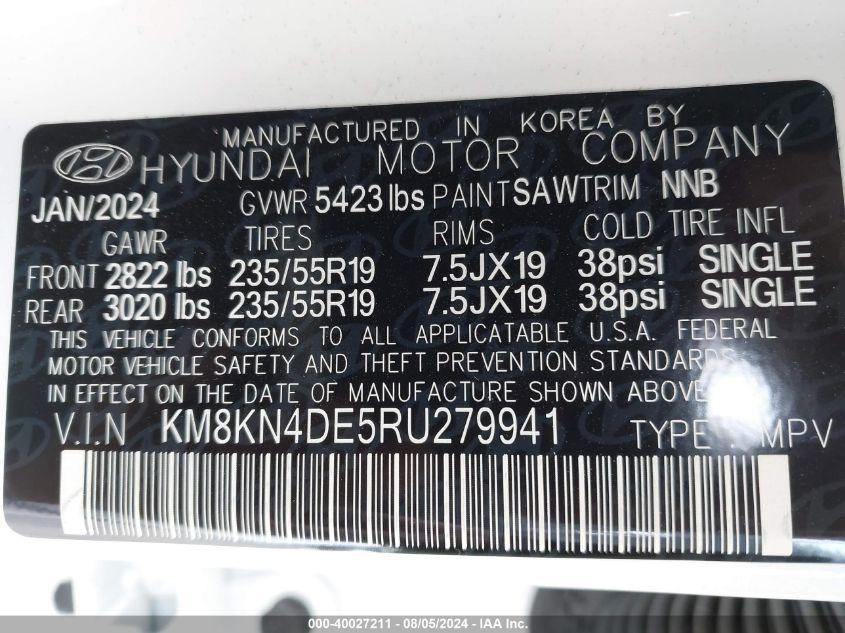 MANUFACTURED IN KOREA BY
HYUNDAI MOTOR COMPANY
JAN/2024 GVWR 5423 lbs PAINT SAW TRIM NNB
GAWR TIRES RIMS COLD TIRE INFL
FRONT 2822 lbs 235/55R19 7.5JX19 38psi SINGLE
REAR 3020 lbs 235/55R19 7.5JX19 38psi SINGLE
THIS VEHICLE CONFORMS TO ALL APPLICATABLE U.S.A. FEDERAL
MOTOR VEHICLE SAFETY AND THEFT PREVENTION STANDARDS
IN EFFECT ON THE DATE OF MANUFACTURE SHOWN ABOVE
V.I.N KM8KN4DE5RU279941 TYPE : MPV
000-40027211 - 08/05/2024 - IAA Inc.